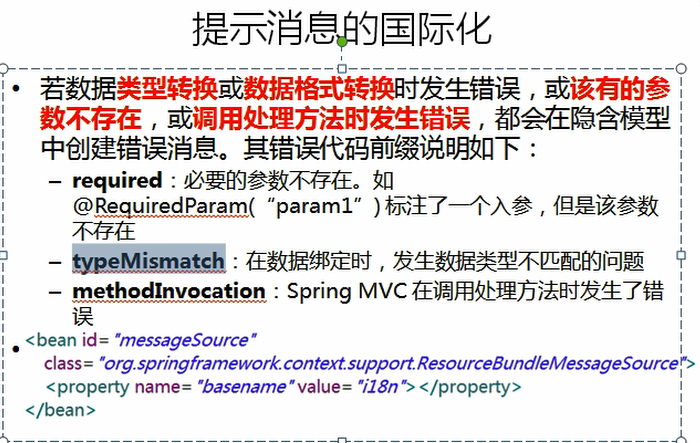 提示消息的国际化
• 若数据类型转换或数据格式转换时发生错误，或该有的参
数不存在，或调用处理方法时发生错误，都会在隐含模型
中创建错误消息。其错误代码前缀说明如下：
– required：必要的参数不存在。如
@RequiredParam(“param1”) 标注了一个入参，但是该参数
不存在
– typeMismatch：在数据绑定时，发生数据类型不匹配的问题
– methodInvocation：Spring MVC 在调用处理方法时发生了错
误
• <bean id="messageSource"
class="org.springframework.context.support.ResourceBundleMessageSource">
<property name="basename" value="i18n"></property>
</bean>